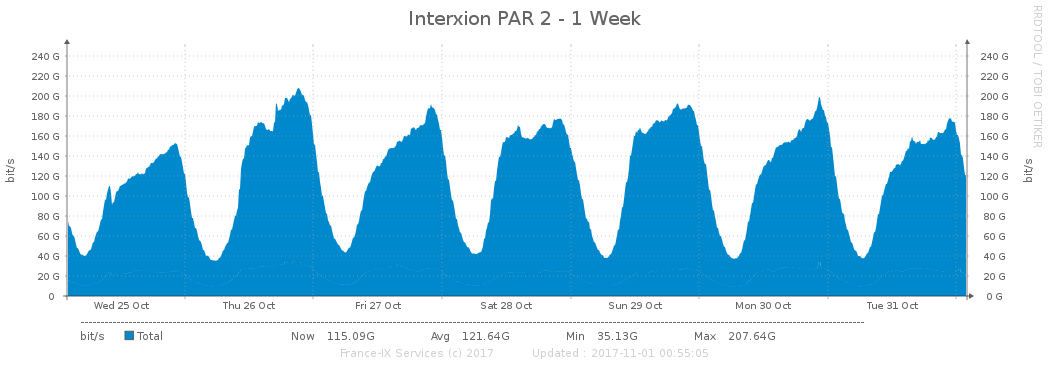 Interxion PAR 2 - 1 Week
RRDTOOL / TOBI OETIKER
240 G 240 G
220 G 220 G
200 G 200 G
180 G 180 G
160 G 160 G
140 G 140 G
120 G 120 G
100 G 100 G
80 G 80 G
60 G 60 G
40 G 40 G
20 G 20 G
0 0 G
bit/s bit/s
Wed 25 Oct Thu 26 Oct Fri 27 Oct Sat 28 Oct Sun 29 Oct Mon 30 Oct Tue 31 Oct
bit/s Total Now 115.09G Avg 121.64G Min 35.13G Max 207.64G
France-IX Services (c) 2017 Updated : 2017-11-01 00:55:05